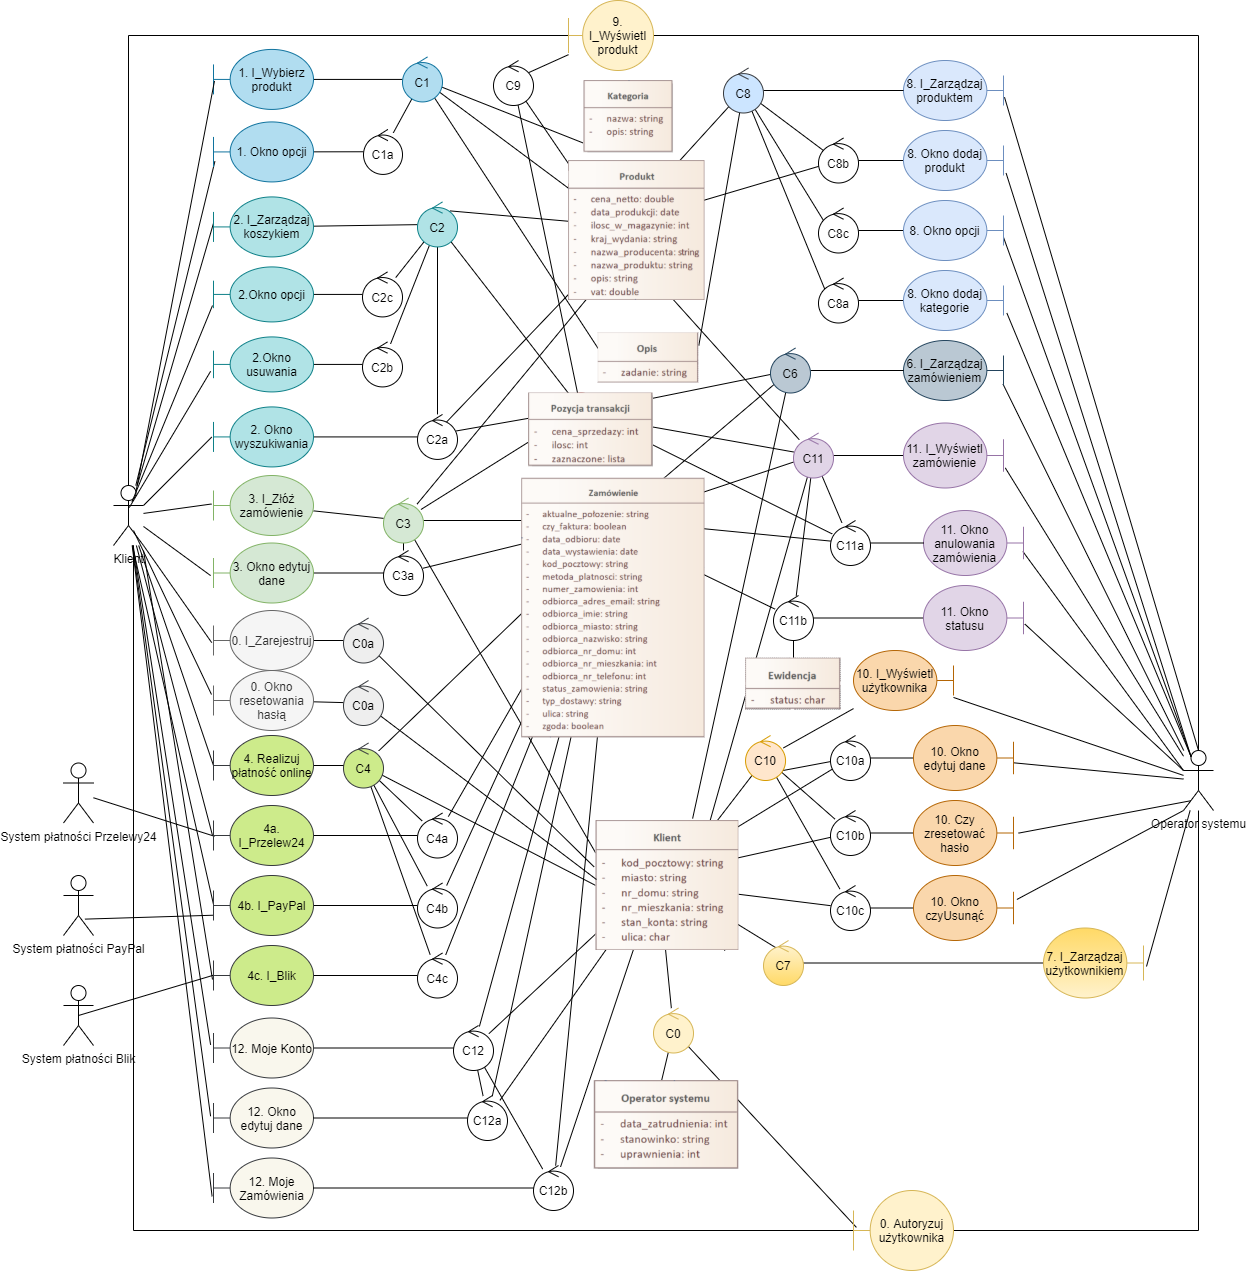 9.
I_Wyświetl
produkt
1. I_Wybierz
produkt
C1
C9
C8
8. I_Zarządzaj
produktem
Kategoria
- nazwa: string
- opis: string
1. Okno opcji
C1a
C8b
8. Okno dodaj
produkt
Produkt
- cena_netto: double
- data_produkcji: date
- ilosc_w_magazynie: int
- kraj_wydania: string
- nazwa_producenta: string
- nazwa_produktu: string
- opis: string
- vat: double
2. I_Zarządzaj
koszykiem
C2
C8c
8. Okno opcji
2.Okno opcji
C2c
C8a
8. Okno dodaj
kategorie
2.Okno
usuwania
C2b
Opis
- zadanie: string
C6
6. I_Zarządzaj
zamówieniem
2. Okno
wyszukiwania
C2a
Pozycja transakcji
- cena_sprzedazy: int
- ilosc: int
- zaznaczone: lista
C11
11. I_Wyświetl
zamówienie
3. I_Złóż
zamówienie
C3
Zamówienie
- aktualne_położenie: string
- czy_faktura: boolean
- data_odbioru: date
- data_wystawienia: date
- kod_pocztowy: string
- metoda_platnosci: string
- numer_zamowienia: int
- odbiorca_adres_email: string
- odbiorca_imie: string
- odbiorca_miasto: string
- odbiorca_nazwisko: string
- odbiorca_nr_domu: int
- odbiorca_nr_mieszkania: int
- odbiorca_nr_telefonu: int
- status_zamowienia: string
- typ_dostawy: string
- ulica: string
- zgoda: boolean
C11a
11. Okno
anulowania
zamówienia
Klient
3. Okno edytuj
dane
C3a
C11b
11. Okno
statusu
0. I_Zarejestruj
C0a
Ewidencja
- status: char
10. I_Wyświetl
użytkownika
0. Okno
resetowania
hasłą
C0a
4. Realizuj
płatność online
C4
C10
C10a
10. Okno
edytuj dane
System płatności Przelewy24
4a.
I_Przelew24
C4a
Klient
- kod_pocztowy: string
- miasto: string
- nr_domu: string
- nr_mieszkania: string
- stan_konta: string
- ulica: char
C10b
10. Czy
zresetować
hasło
Operator systemu
System płatności PayPal
4b. I_PayPal
C4b
C10c
10. Okno
czyUsunąć
4c. I_Blik
C4c
C7
7. I_Zarządzaj
użytkownikiem
System płatności Blik
12. Moje Konto
C12
C0
12. Okno
edytuj dane
C12a
Operator systemu
- data_zatrudnienia: int
- stanowinko: string
- uprawnienia: int
12. Moje
Zamówienia
C12b
0. Autoryzuj
użytkownika